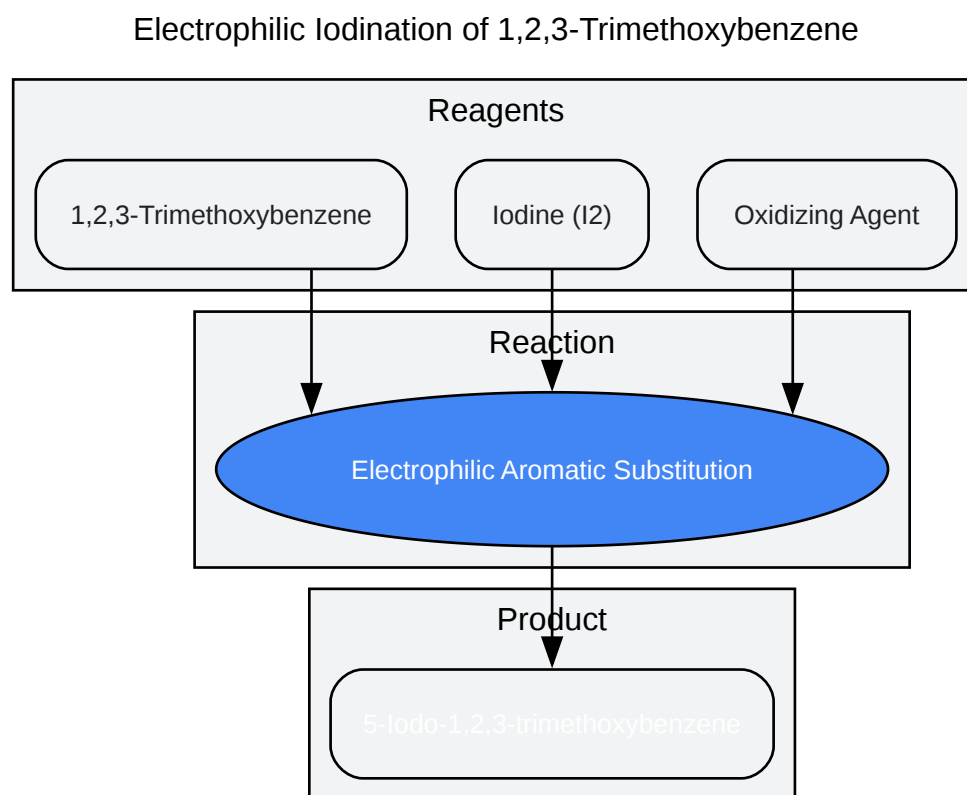 Electrophilic Iodination of 1,2,3-Trimethoxybenzene
Reagents
1,2,3-Trimethoxybenzene
Iodine (I2)
Oxidizing Agent
Reaction
Electrophilic Aromatic Substitution
Product
5-Iodo-1,2,3-trimethoxybenzene